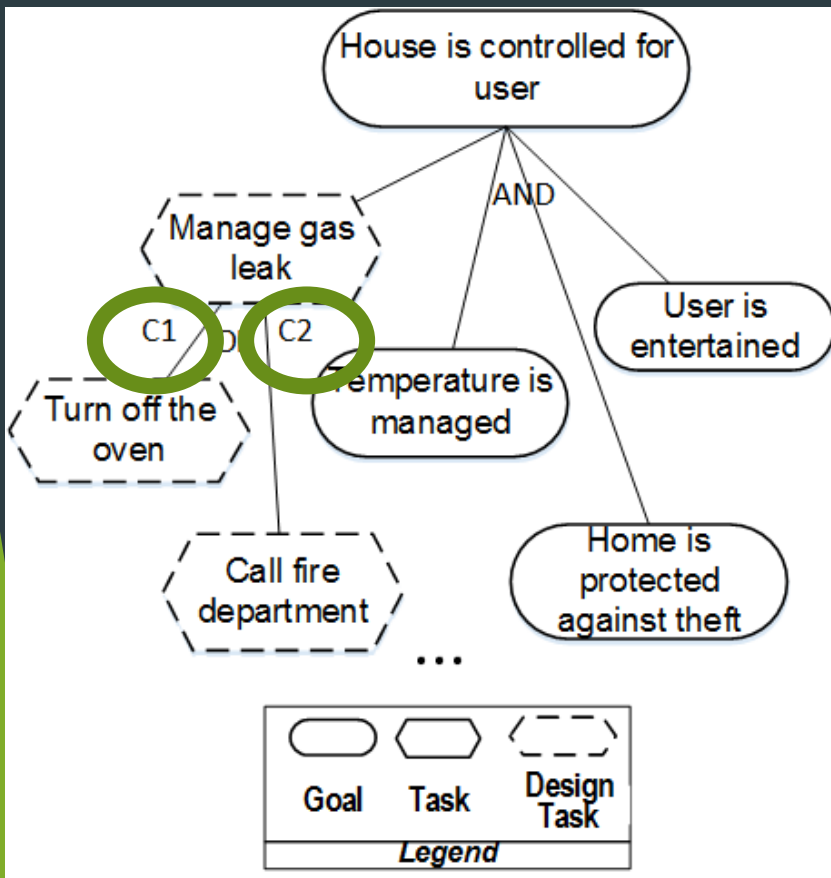 House is controlled for
user
AND
Manage gas
leak
C1
C2
User is
entertained
Turn off the
oven
Temperature is
managed
Call fire
department
Home is
protected
against theft
...
Goal
Task
Design
Task
Legend